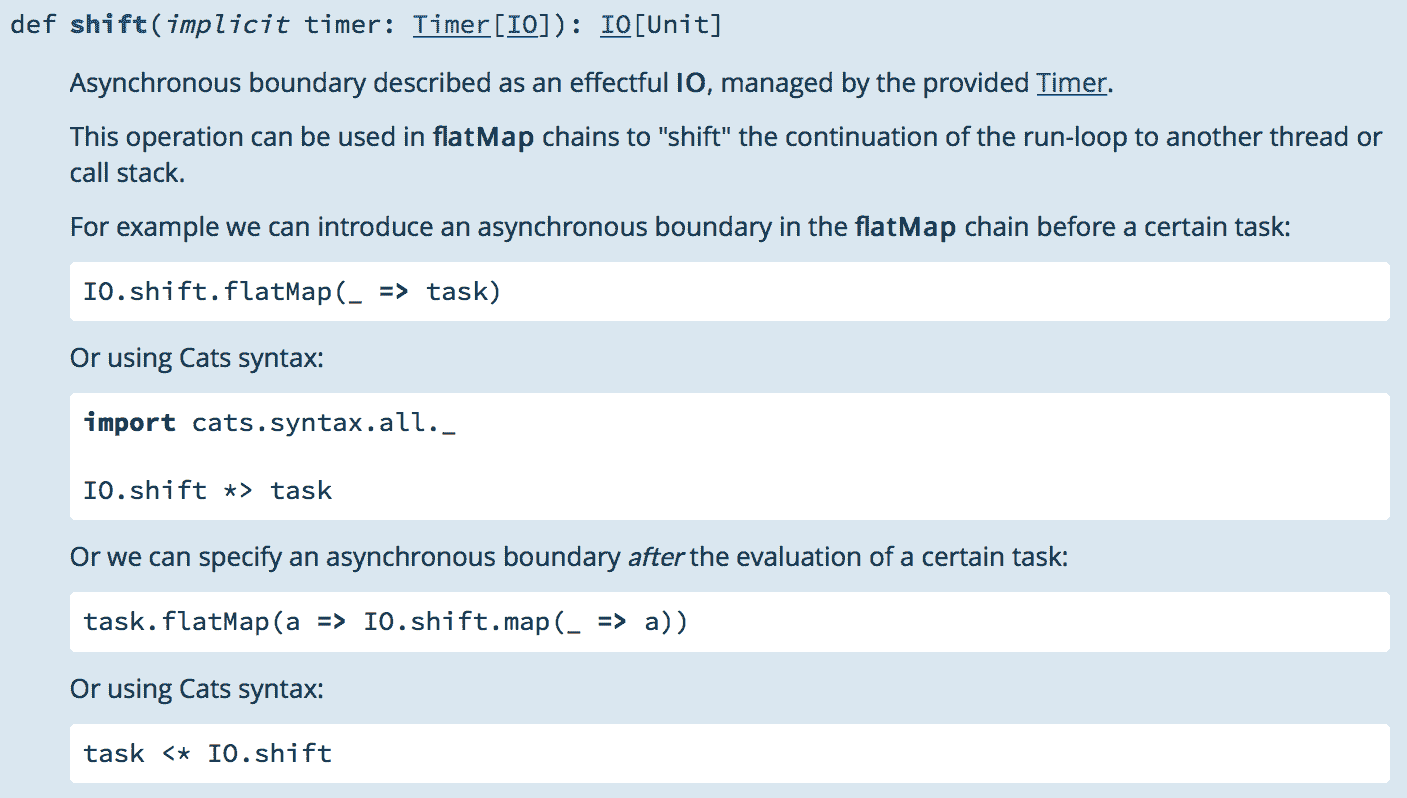 def shift(implicit timer: Timer[IO]): IO[Unit]
Asynchronous boundary described as an effectful IO, managed by the provided Timer.
This operation can be used in flatMap chains to "shift" the continuation of the run-loop to another thread or
call stack.
For example we can introduce an asynchronous boundary in the flatMap chain before a certain task:
IO.shift.flatMap(_ => task)
Or using Cats syntax:
import cats.syntax.all._
IO.shift *> task
Or we can specify an asynchronous boundary after the evaluation of a certain task:
task.flatMap(a => IO.shift.map(_ => a))
Or using Cats syntax:
task <* IO.shift